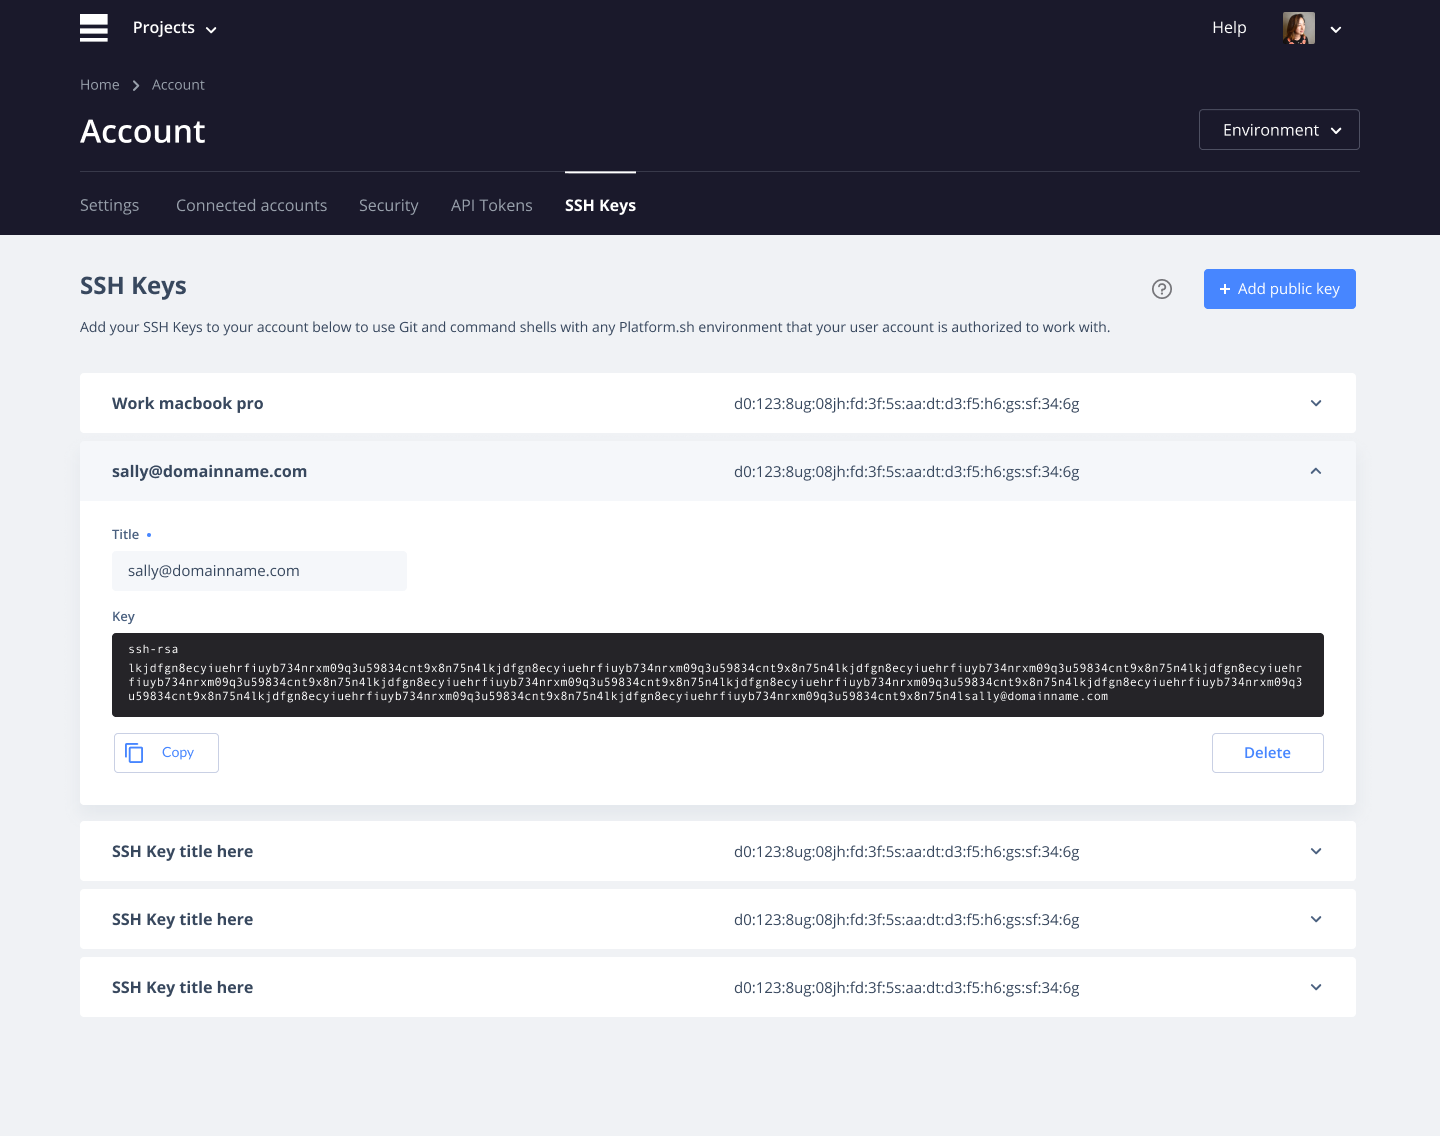 Projects
Help
Home
Account
Account
Environment
Settings
Connected accounts
Security
API Tokens
SSH Keys
SSH Keys
+ Add public key
Add your SSH Keys to your account below to use Git and command shells with any Platform.sh environment that your user account is authorized to work with.
Work macbook pro
d0:123:8ug:08jh:fd:3f:5s:aa:dt:d3:f5:h6:gs:sf:34:6g
sally@domainname.com
d0:123:8ug:08jh:fd:3f:5s:aa:dt:d3:f5:h6:gs:sf:34:6g
Title
sally@domainname.com
Key
ssh-rsa
lkjdfgn8ecyiuehrfiuyb734nrxm09q3u59834cnt9x8n75n4lkjdfgn8ecyiuehrfiuyb734nrxm09q3u59834cnt9x8n75n4lkjdfgn8ecyiuehrfiuyb734nrxm09q3u59834cnt9x8n75n4lkjdfgn8ecyiuehr
fiuyb734nrxm09q3u59834cnt9x8n75n4lkjdfgn8ecyiuehrfiuyb734nrxm09q3u59834cnt9x8n75n4lkjdfgn8ecyiuehrfiuyb734nrxm09q3u59834cnt9x8n75n4lkjdfgn8ecyiuehrfiuyb734nrxm09q3
u59834cnt9x8n75n4lkjdfgn8ecyiuehrfiuyb734nrxm09q3u59834cnt9x8n75n4lkjdfgn8ecyiuehrfiuyb734nrxm09q3u59834cnt9x8n75n4lsally@domainname.com
Copy
Delete
SSH Key title here
d0:123:8ug:08jh:fd:3f:5s:aa:dt:d3:f5:h6:gs:sf:34:6g
SSH Key title here
d0:123:8ug:08jh:fd:3f:5s:aa:dt:d3:f5:h6:gs:sf:34:6g
SSH Key title here
d0:123:8ug:08jh:fd:3f:5s:aa:dt:d3:f5:h6:gs:sf:34:6g